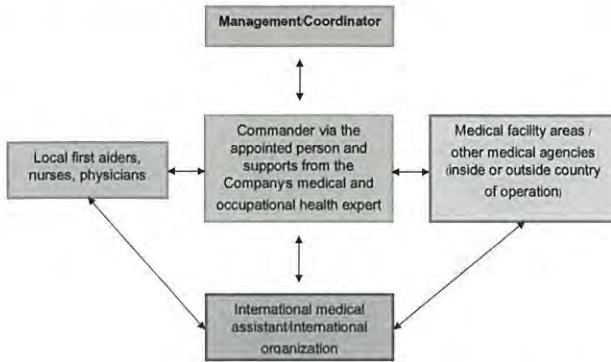 Management/Coordinator
Commander via the
appointed person and
supports from the
Company's medical and
occupational health expert
Local first aiders,
nurses, physicians
Medical facility areas /
other medical agencies
(inside or outside country
of operation)
International medical
assistant/International
organization